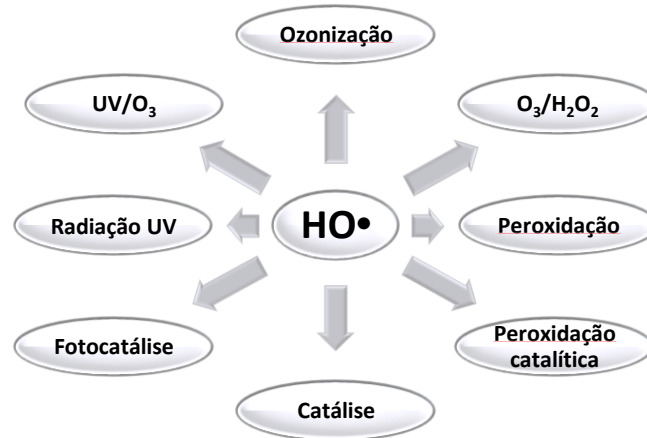 Ozonização
UV/O₃
O₃/H₂O₂
Radiação UV
HO•
Peroxidação
Fotocatálise
Peroxidação
catalítica
Catálise